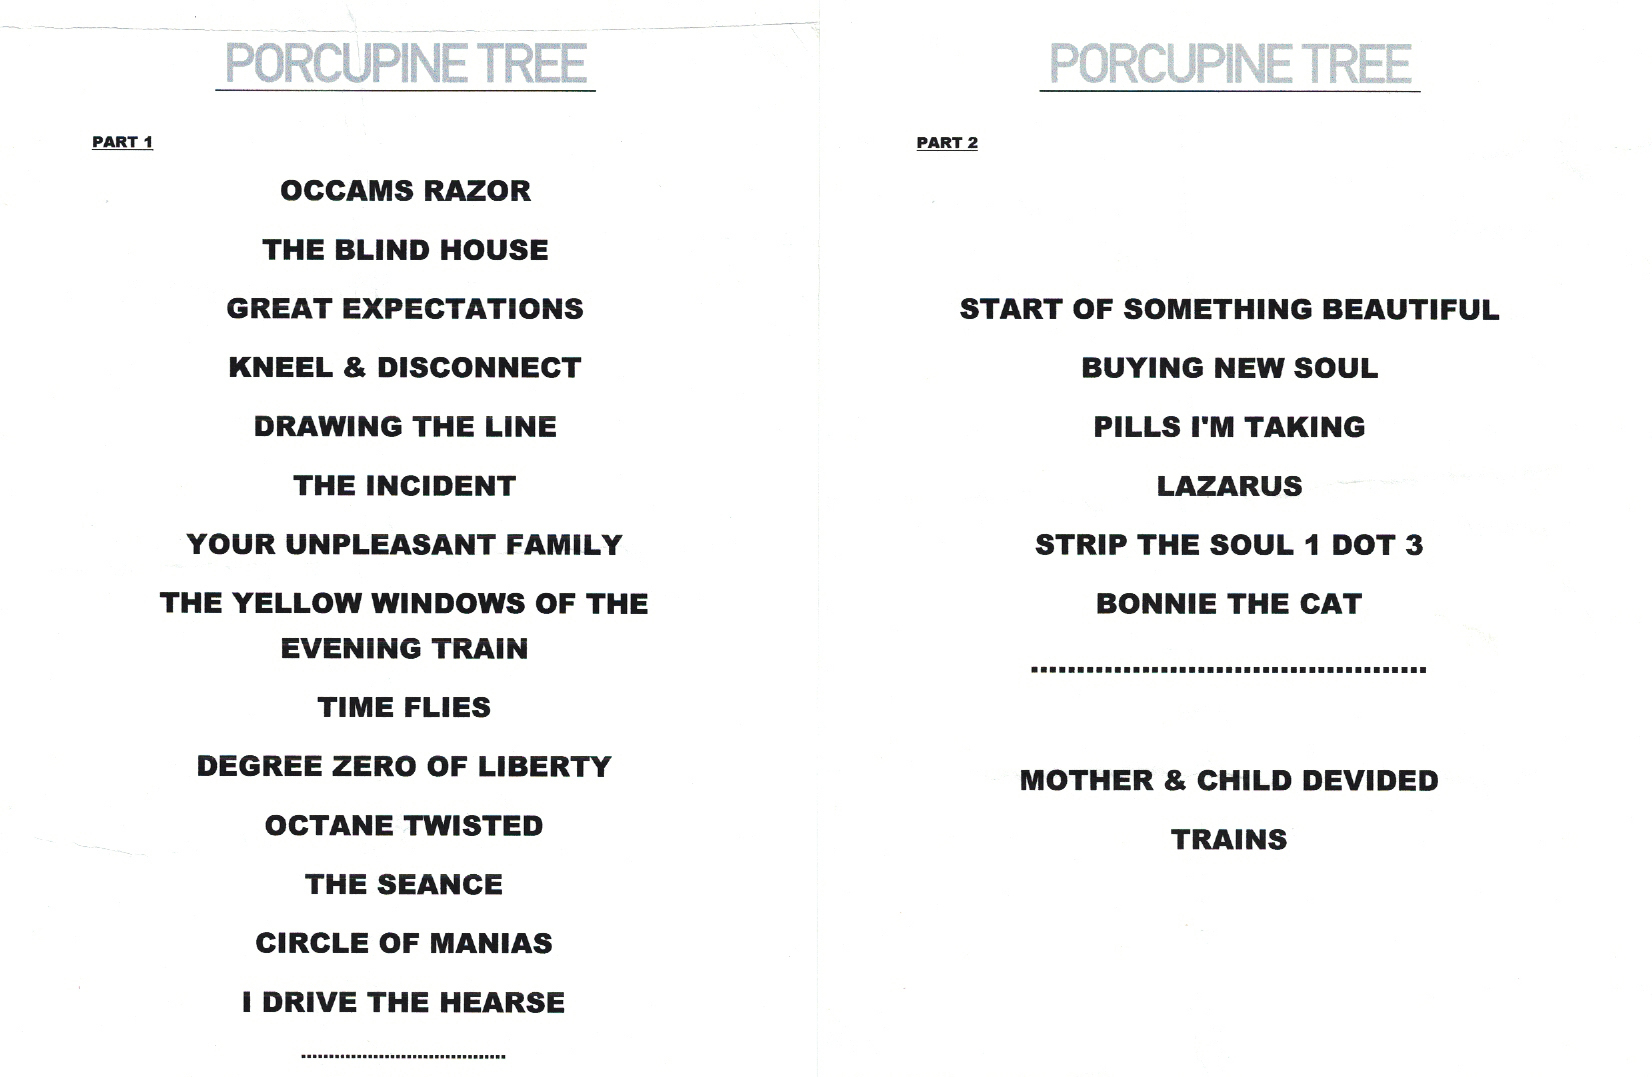 PORCUPINE TREE
PART 1
OCCAMS RAZOR
THE BLIND HOUSE
GREAT EXPECTATIONS
KNEEL & DISCONNECT
DRAWING THE LINE
THE INCIDENT
YOUR UNPLEASANT FAMILY
THE YELLOW WINDOWS OF THE
EVENING TRAIN
TIME FLIES
DEGREE ZERO OF LIBERTY
OCTANE TWISTED
THE SEANCE
CIRCLE OF MANIAS
I DRIVE THE HEARSE
PORCUPINE TREE
PART 2
START OF SOMETHING BEAUTIFUL
BUYING NEW SOUL
PILLS I'M TAKING
LAZARUS
STRIP THE SOUL 1 DOT 3
BONNIE THE CAT
MOTHER & CHILD DEVIDED
TRAINS